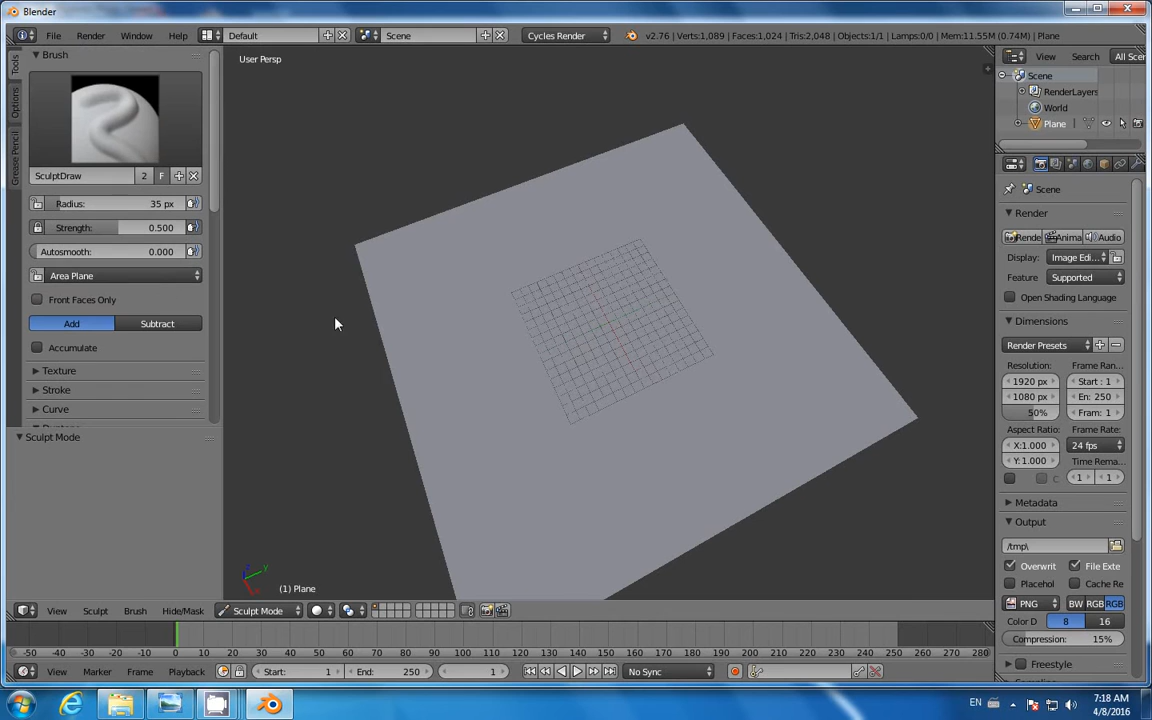 Blender
File Render Window Help Default Scene Cycles Render v2.76 | Verts:1,089 | Faces:1,024 | Tris:2,048 | Objects:1/1 | Lamps:0/0 | Mem:11.55M (0.74M) | Plane
Tools
Options
Grease Pencil
Brush
SculptDraw 2 F
Radius: 35 px
Strength: 0.500
Autosmooth: 0.000
Area Plane
Front Faces Only
Add Subtract
Accumulate
Texture
Stroke
Curve
Sculpt Mode
User Persp
(1) Plane
View Sculpt Brush Hide/Mask Sculpt Mode
View Search All Scen
Scene
RenderLayers
World
Plane
Scene
Render
Rende Anima Audio
Display: Image Edi...
Feature Supported
Open Shading Language
Dimensions
Render Presets
Resolution: Frame Ran...
1920 px Start : 1
1080 px En: 250
50% Fram: 1
Aspect Ratio: Frame Rate:
X:1.000 24 fps
Y:1.000 Time Rema...
C 1 1
Metadata
Output
/tmp\
Overwrit File Exte
Placehol Cache Re
PNG BW RGB RGB
Color D 8 16
Compression: 15%
Freestyle
-50 -40 -30 -20 -10 0 10 20 30 40 50 60 70 80 90 100 110 120 130 140 150 160 170 180 190 200 210 220 230 240 250 260 270 280
View Marker Frame Playback Start: 1 End: 250 1 No Sync
EN 7:18 AM
4/8/2016